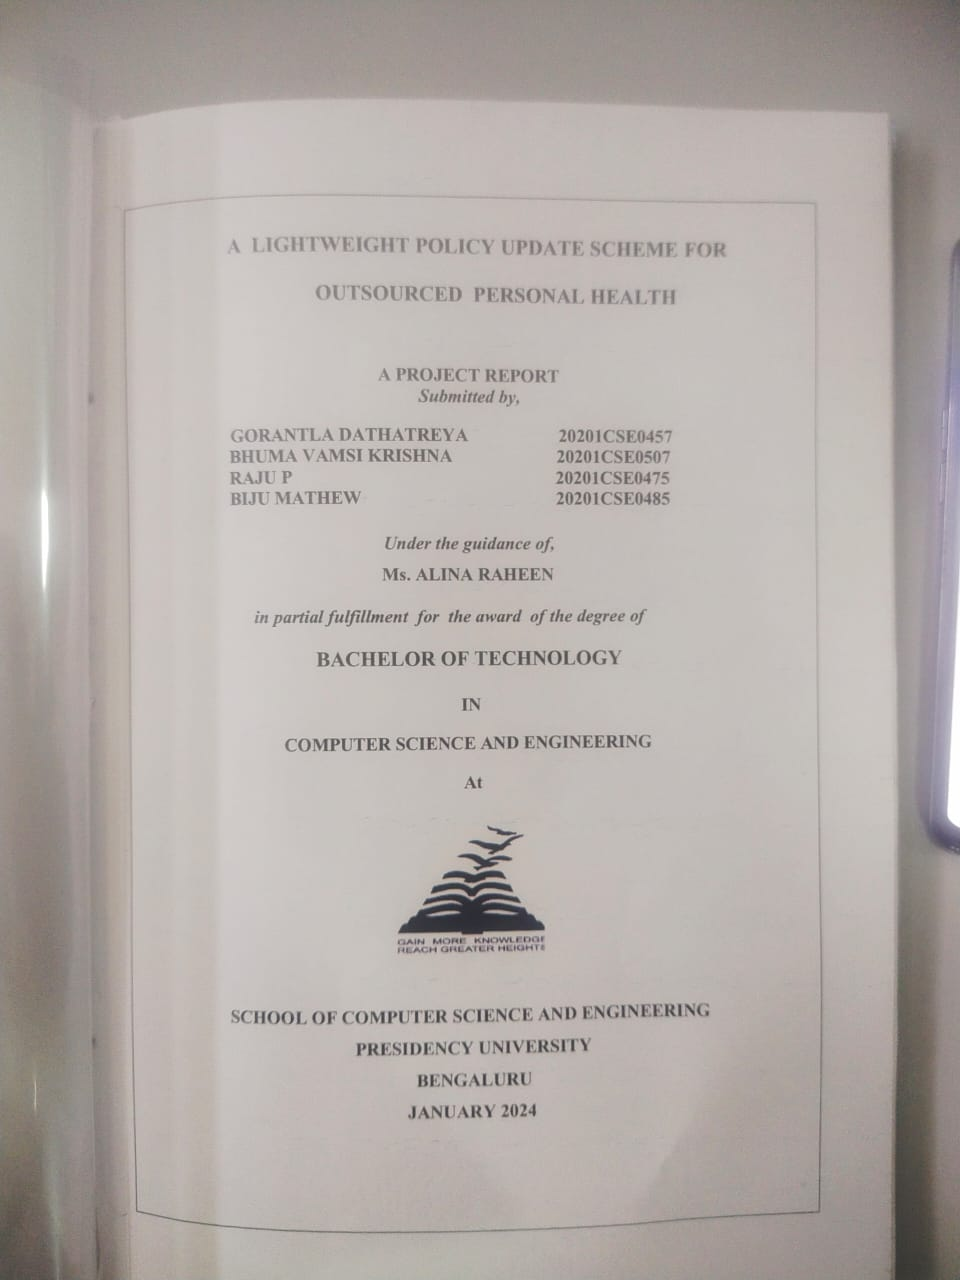 A LIGHTWEIGHT POLICY UPDATE SCHEME FOR
OUTSOURCED PERSONAL HEALTH
A PROJECT REPORT
Submitted by,
GORANTLA DATHATREYA 20201CSE0457
BHUMA VAMSI KRISHNA 20201CSE0507
RAJU P 20201CSE0475
BIJU MATHEW 20201CSE0485
Under the guidance of,
Ms. ALINA RAHEEN
in partial fulfillment for the award of the degree of
BACHELOR OF TECHNOLOGY
IN
COMPUTER SCIENCE AND ENGINEERING
At
GAIN MORE KNOWLEDGE
REACH GREATER HEIGHTS
SCHOOL OF COMPUTER SCIENCE AND ENGINEERING
PRESIDENCY UNIVERSITY
BENGALURU
JANUARY 2024